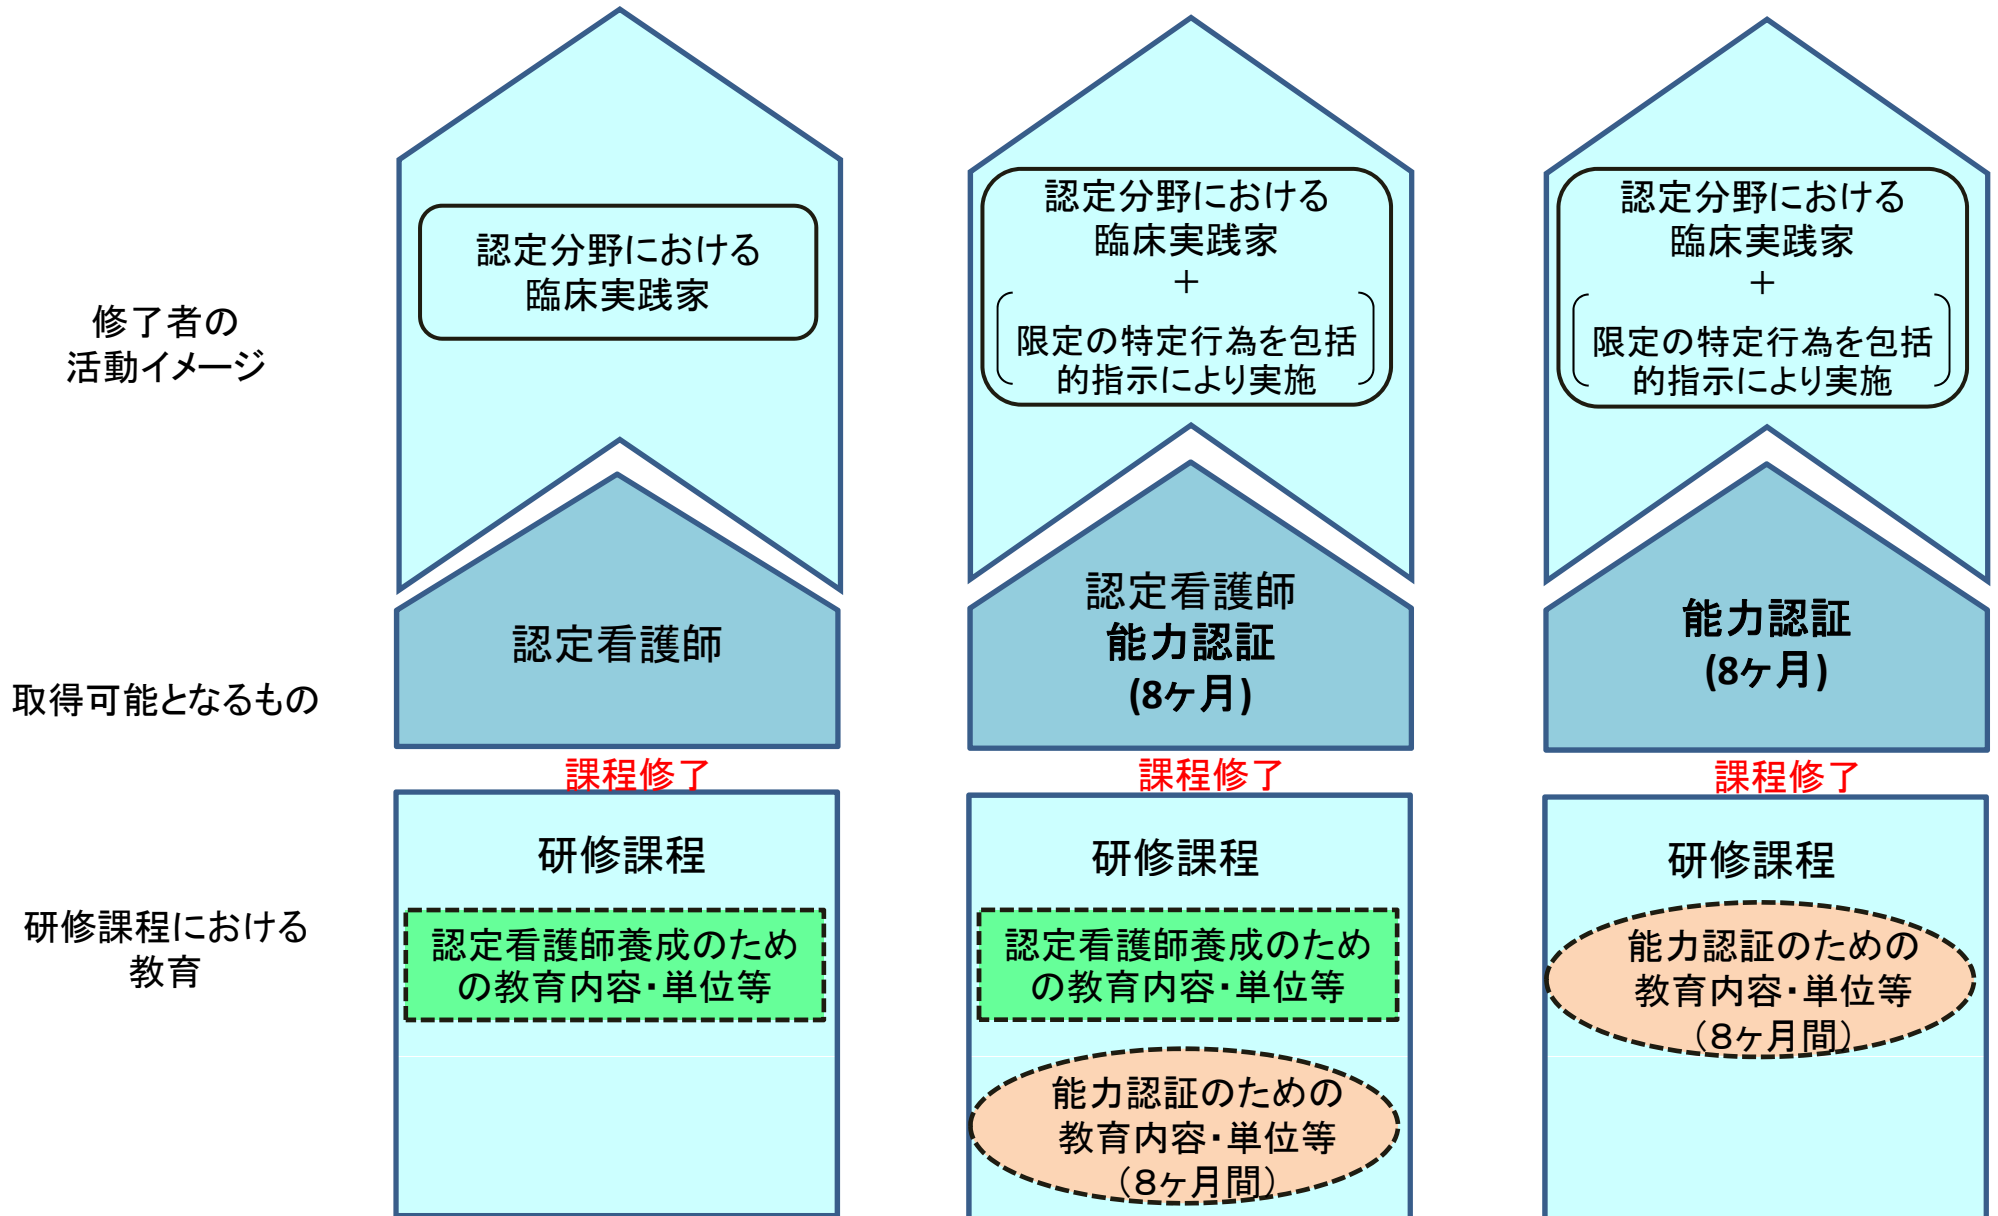 修了者の
活動イメージ
認定分野における
臨床実践家
認定分野における
臨床実践家
＋
限定の特定行為を包括
的指示により実施
認定分野における
臨床実践家
＋
限定の特定行為を包括
的指示により実施
取得可能となるもの
認定看護師
認定看護師
能力認証
(8ヶ月)
能力認証
(8ヶ月)
課程修了
課程修了
課程修了
研修課程における
教育
研修課程
認定看護師養成のため
の教育内容・単位等
研修課程
認定看護師養成のため
の教育内容・単位等
能力認証のための
教育内容・単位等
（８ヶ月間）
研修課程
能力認証のための
教育内容・単位等
（８ヶ月間）